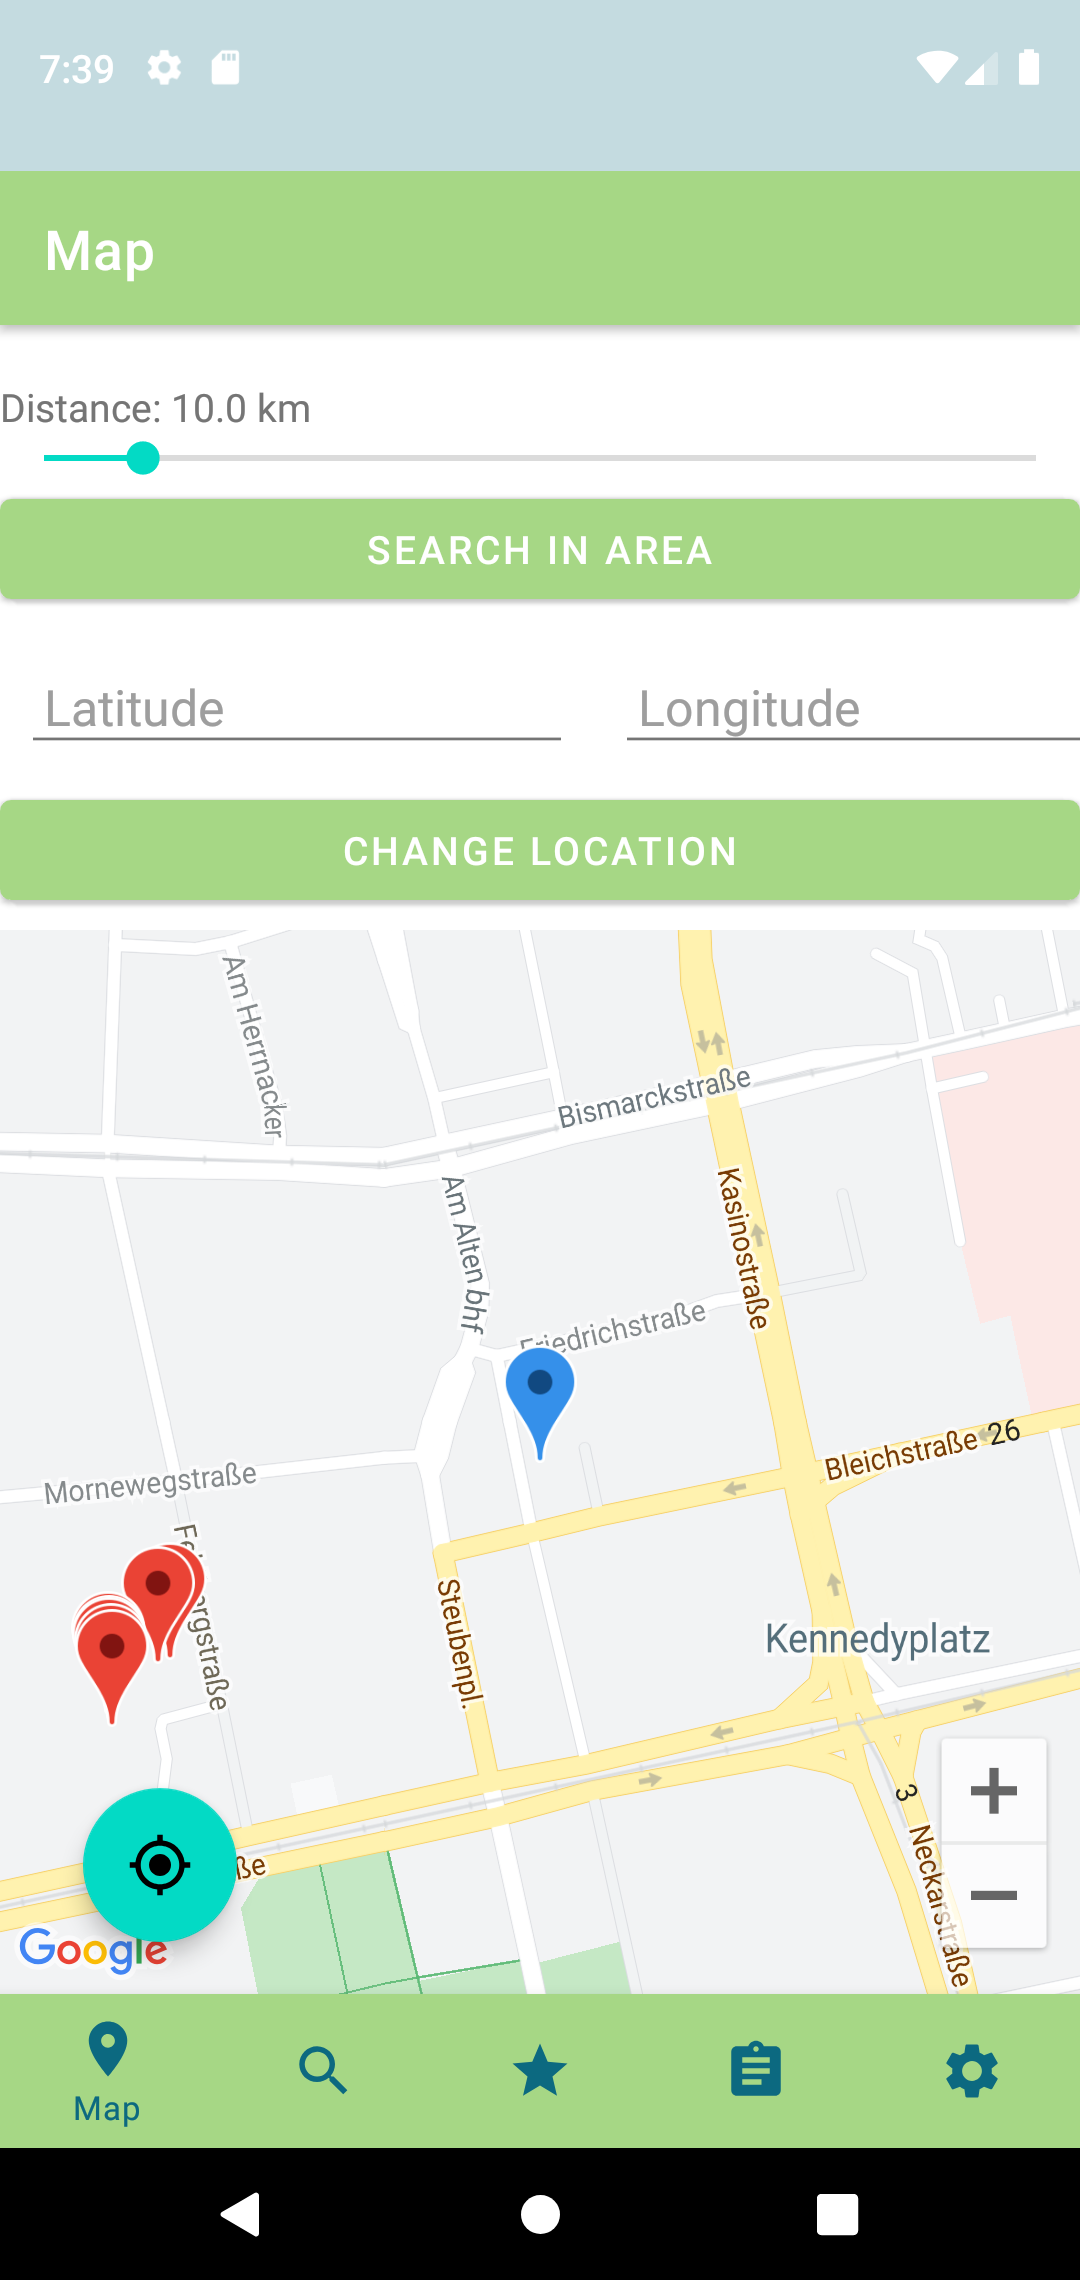 7:39
Map
Distance: 10.0 km
SEARCH IN AREA
Latitude
Longitude
CHANGE LOCATION
Am Herrnacker
Bismarckstraße
Kasinostraße
Am Alten bhf
Friedrichstraße
Bleichstraße 26
Mornewegstraße
Steubenpl.
Kennedyplatz
3
Neckarstraße
Google
Map